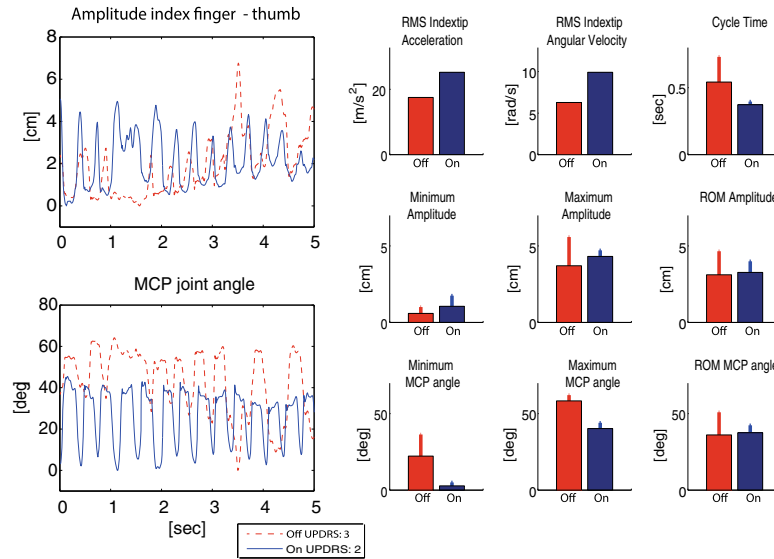 Amplitude index finger - thumb
[cm]
8
6
4
2
0
0
1
2
3
4
5
MCP joint angle
[deg]
80
60
40
20
0
0
1
2
3
4
5
[sec]
Off UPDRS: 3
On UPDRS: 2
RMS Indextip
Acceleration
[m/s²]
20
0
Off
On
RMS Indextip
Angular Velocity
[rad/s]
10
5
0
Off
On
Cycle Time
[sec]
0.5
0
Off
On
Minimum
Amplitude
[cm]
5
0
Off
On
Maximum
Amplitude
[cm]
5
0
Off
On
ROM Amplitude
[cm]
5
0
Off
On
Minimum
MCP angle
[deg]
50
0
Off
On
Maximum
MCP angle
[deg]
50
0
Off
On
ROM MCP angle
[deg]
50
0
Off
On